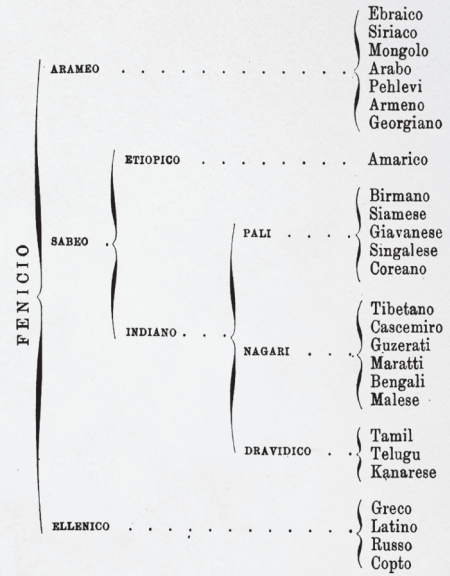 FENICIO
ARAMEO
Ebraico
Siriaco
Mongolo
Arabo
Pehlevi
Armeno
Georgiano
SABEO
ETIOPICO
Amarico
INDIANO
PALI
Birmano
Siamese
Giavanese
Singalese
Coreano
NAGARI
Tibetano
Cascemiro
Guzerati
Maratti
Bengali
Malese
DRAVIDICO
Tamil
Telugu
Kanarese
ELLENICO
Greco
Latino
Russo
Copto